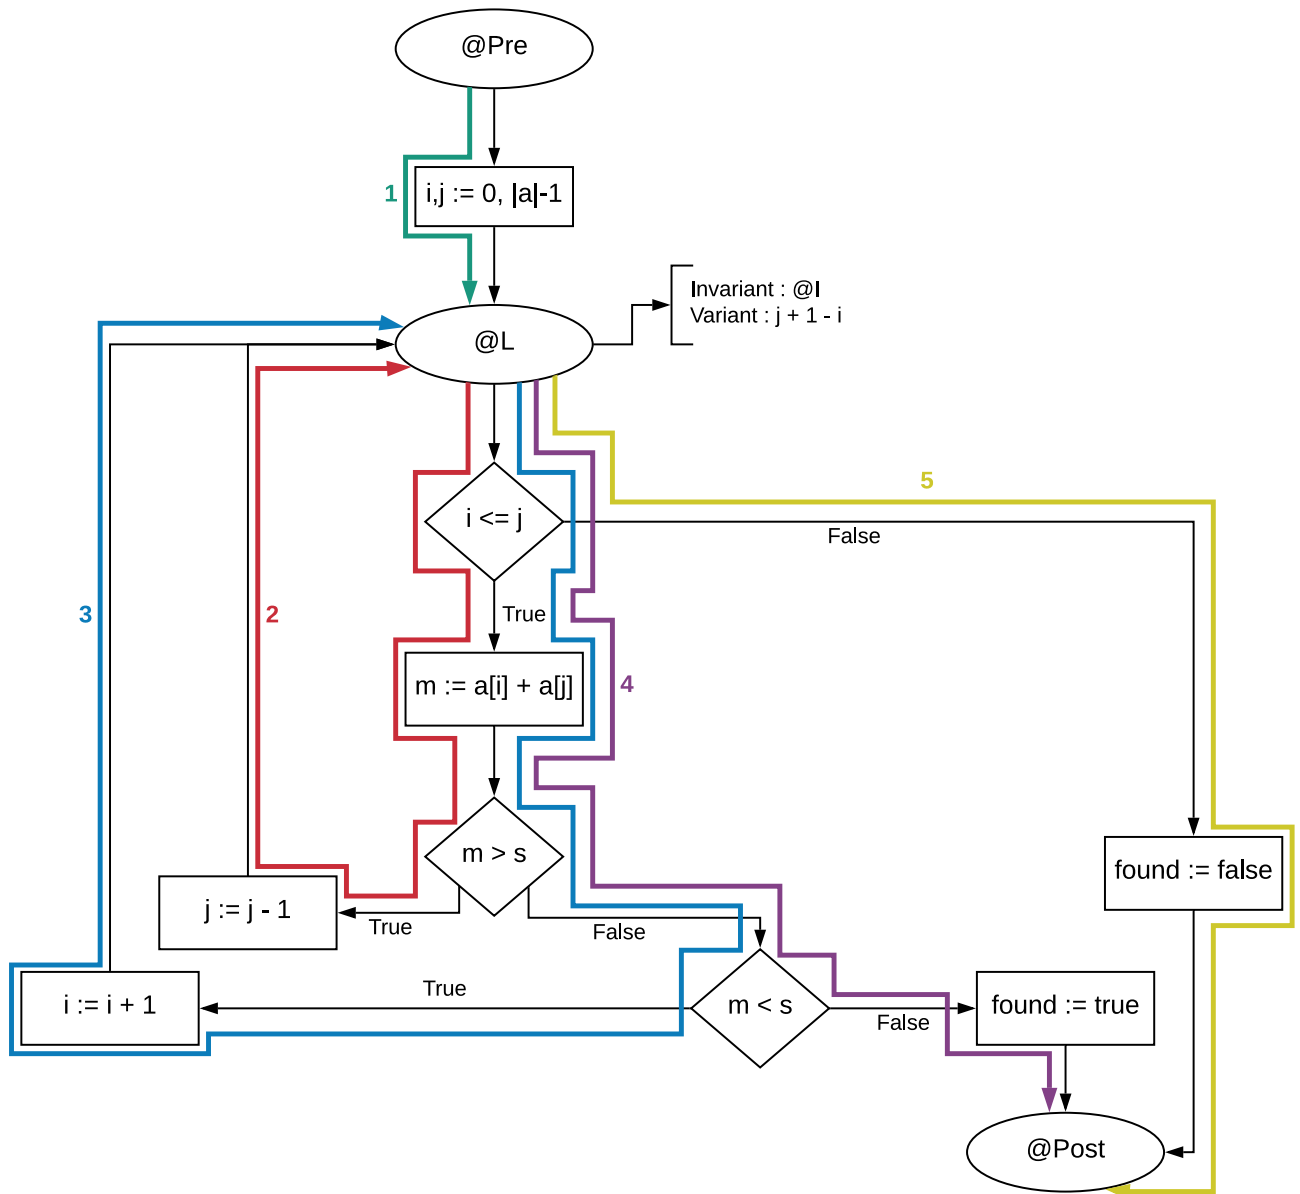 @Pre
1
i,j := 0, |a|-1
Invariant : @I
Variant : j + 1 - i
@L
5
i <= j
False
3
2
True
m := a[i] + a[j]
4
m > s
found := false
j := j - 1
True
False
True
i := i + 1
m < s
False
found := true
@Post